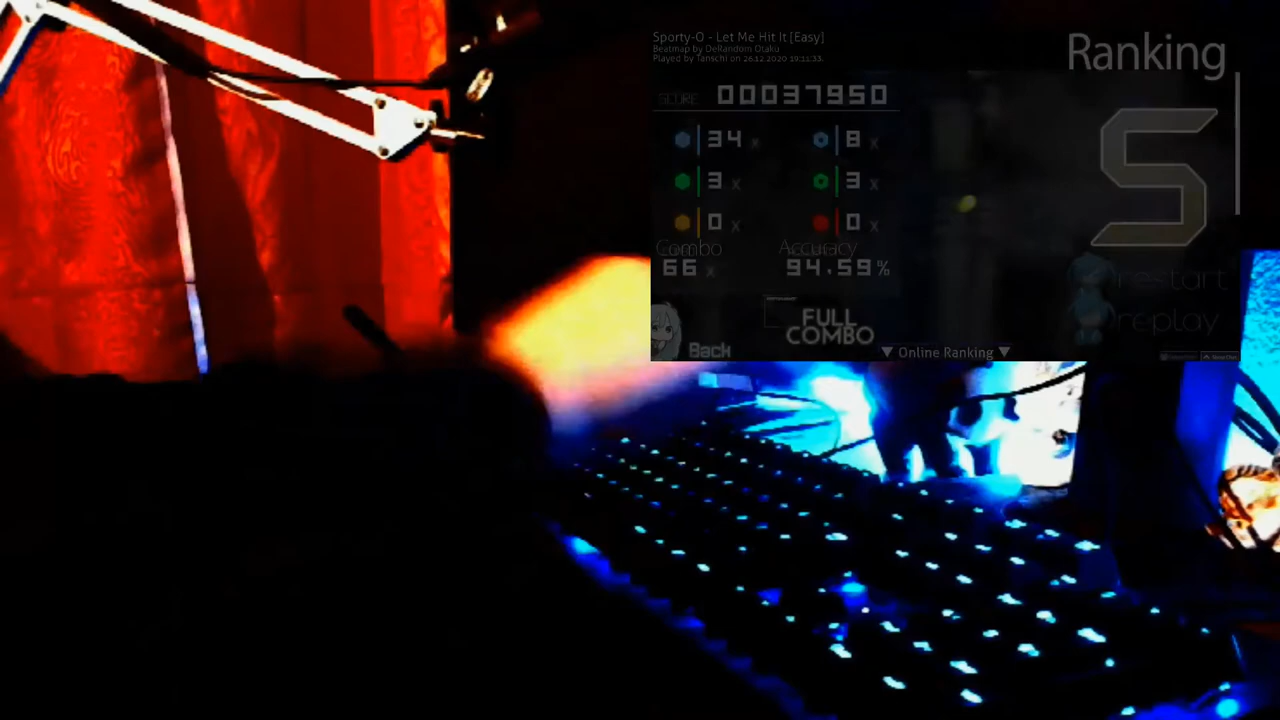 Sporty-O - Let Me Hit It [Easy]
Beatmap by DeRandom Otaku
Played by Tanschi on 26.12.2020 19:11:33.
Ranking
SCORE 00037950
34 x 8 x
3 x 3 x
0 x 0 x
Combo Accuracy
66 x 94.59%
restart
replay
FULL
COMBO
Back
▼ Online Ranking ▼